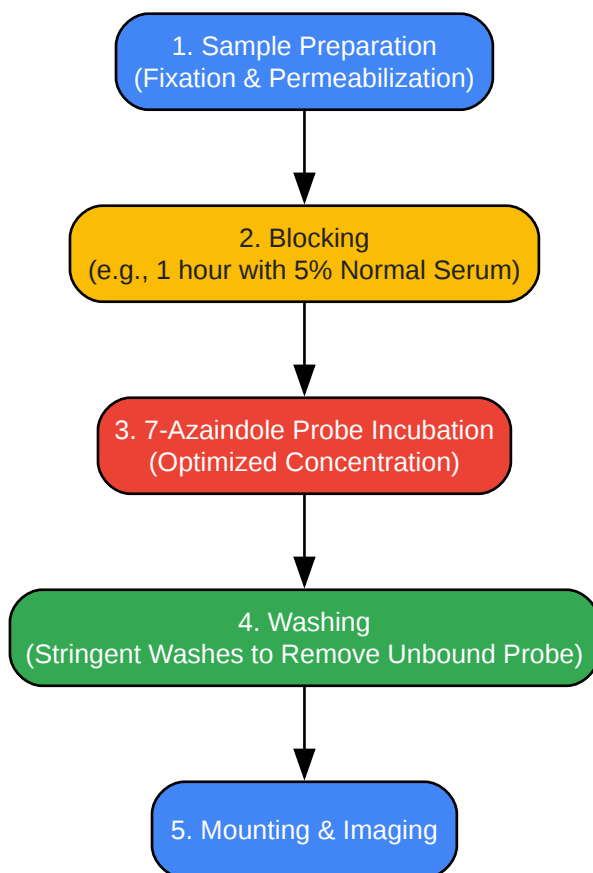 1. Sample Preparation
(Fixation & Permeabilization)
2. Blocking
(e.g., 1 hour with 5% Normal Serum)
3. 7-Azaindole Probe Incubation
(Optimized Concentration)
4. Washing
(Stringent Washes to Remove Unbound Probe)
5. Mounting & Imaging